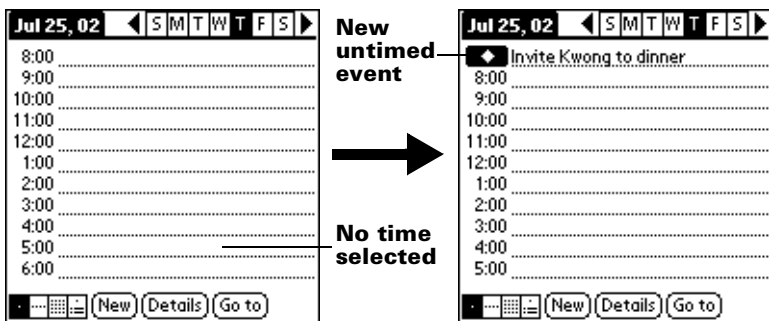 Jul 25, 02 S M T W T F S
8:00
9:00
10:00
11:00
12:00
1:00
2:00
3:00
4:00
5:00
6:00
New Details Go to
New
untimed
event
No time
selected
Jul 25, 02 S M T W T F S
Invite Kwong to dinner
8:00
9:00
10:00
11:00
12:00
1:00
2:00
3:00
4:00
5:00
New Details Go to